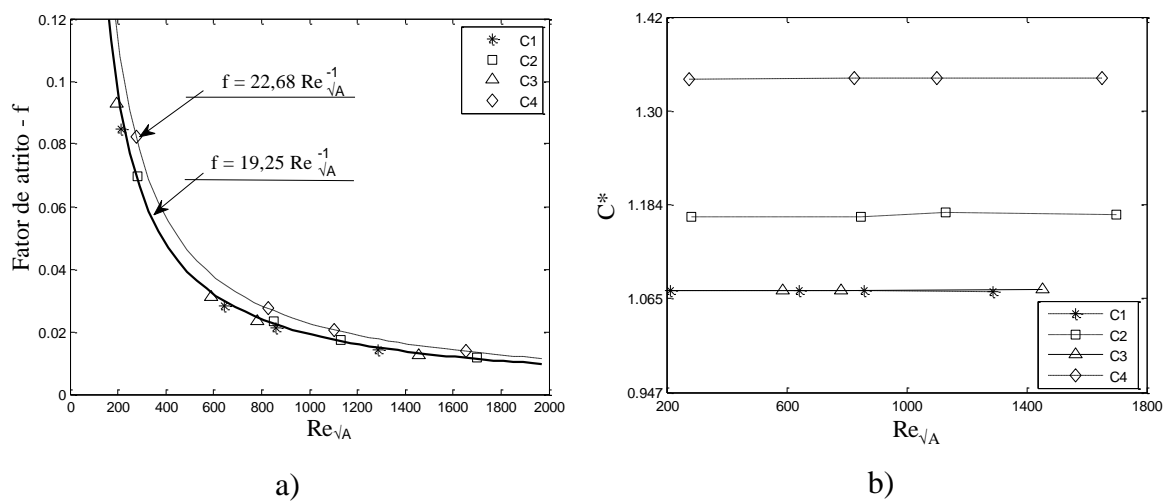 0.12
0.1
0.08
0.06
0.04
0.02
0
0 200 400 600 800 1000 1200 1400 1600 1800 2000
Fator de atrito - f
Re√A
C1
C2
C3
C4
f = 22,68 Re√A^-1
f = 19,25 Re√A^-1
a)
1.42
1.30
1.184
1.065
0.947
200 600 1000 1400 1800
C*
Re√A
C1
C2
C3
C4
b)